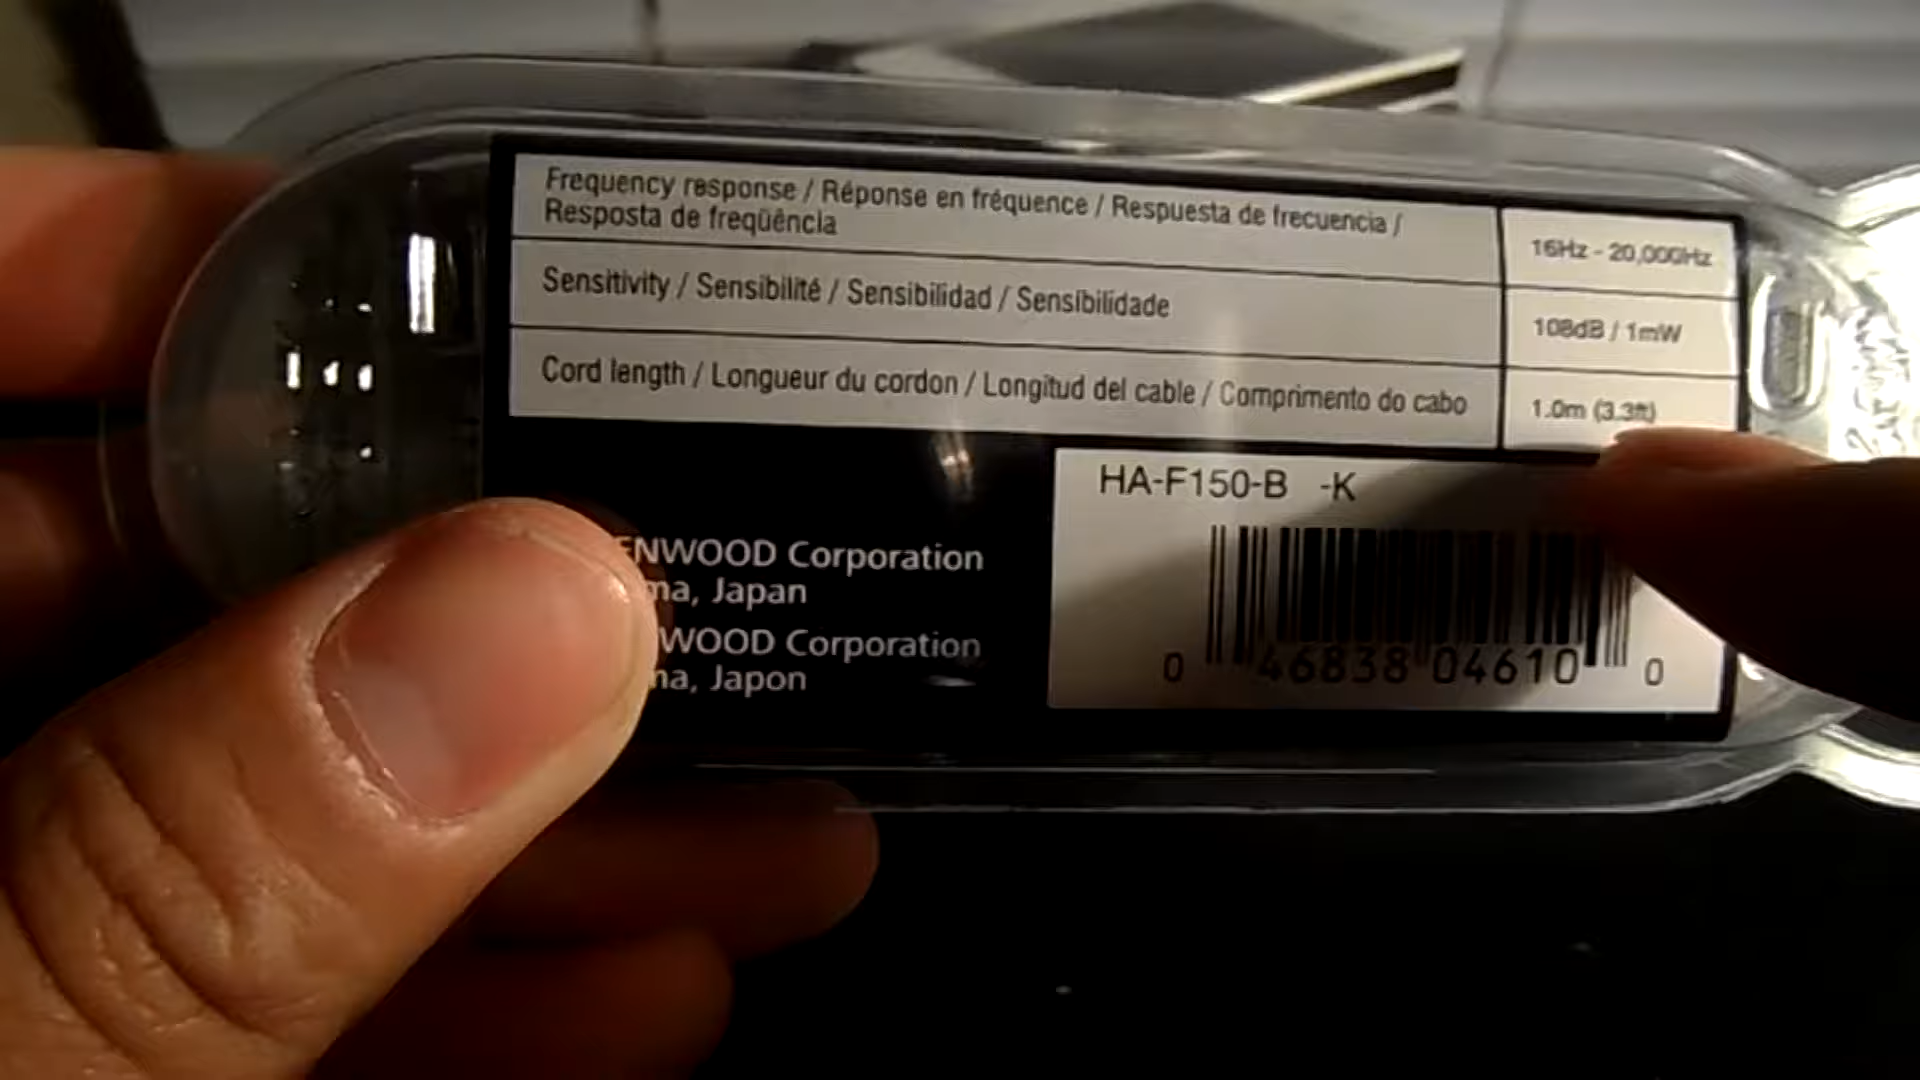 Frequency response / Réponse en fréquence / Respuesta de frecuencia /
Resposta de freqüência
16Hz - 20,000Hz
Sensitivity / Sensibilité / Sensibilidad / Sensibilidade
108dB / 1mW
Cord length / Longueur du cordon / Longitud del cable / Comprimento do cabo
1.0m (3.3ft)
HA-F150-B -K
ENWOOD Corporation
ma, Japan
WOOD Corporation
ma, Japon
0 46838 04610 0